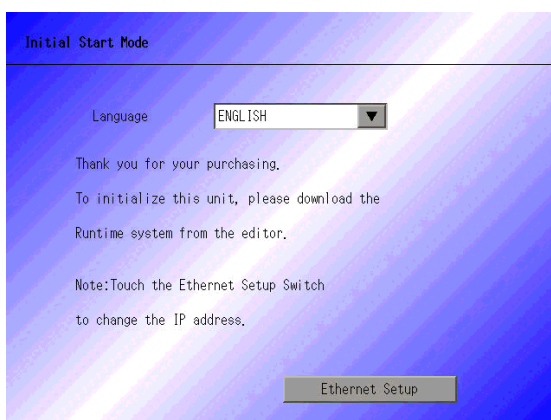 Initial Start Mode
Language ENGLISH
Thank you for your purchasing.
To initialize this unit, please download the
Runtime system from the editor.
Note:Touch the Ethernet Setup Switch
to change the IP address.
Ethernet Setup